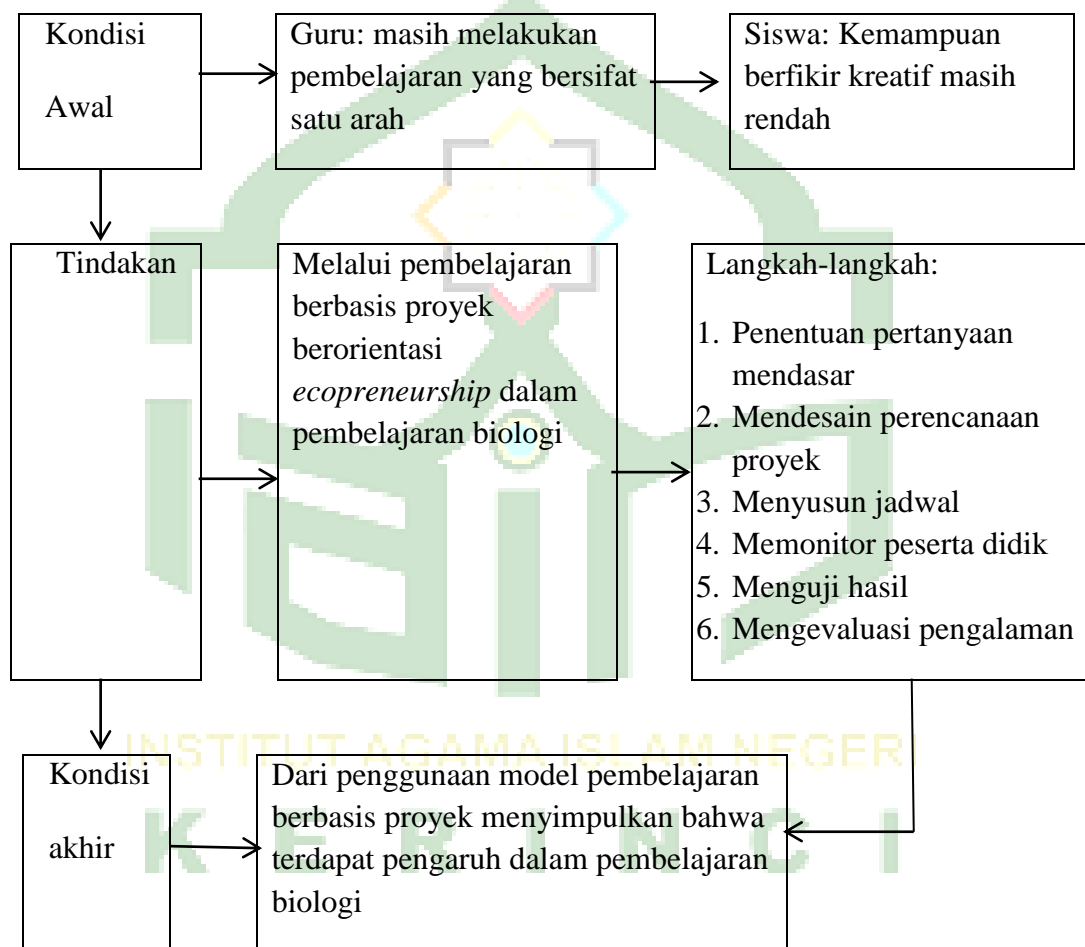 Kondisi
Awal
Guru: masih melakukan
pembelajaran yang bersifat
satu arah
Siswa: Kemampuan
berfikir kreatif masih
rendah
Tindakan
Melalui pembelajaran
berbasis proyek
berorientasi
ecopreneurship dalam
pembelajaran biologi
Langkah-langkah:
1. Penentuan pertanyaan
mendasar
2. Mendesain perencanaan
proyek
3. Menyusun jadwal
4. Memonitor peserta didik
5. Menguji hasil
6. Mengevaluasi pengalaman
INSTITUT AGAMA ISLAM NEGERI
KERINCI
Kondisi
akhir
Dari penggunaan model pembelajaran
berbasis proyek menyimpulkan bahwa
terdapat pengaruh dalam pembelajaran
biologi